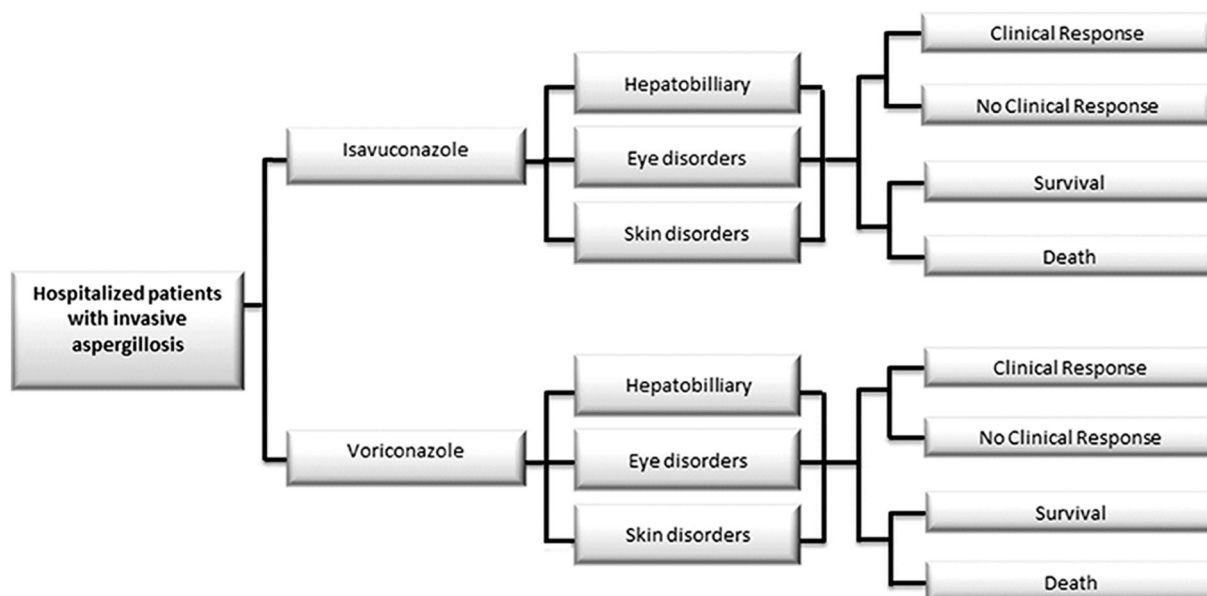 Hospitalized patients
with invasive
aspergillosis
Isavuconazole
Hepatobilliary
Eye disorders
Skin disorders
Clinical Response
No Clinical Response
Survival
Death
Voriconazole
Hepatobilliary
Eye disorders
Skin disorders
Clinical Response
No Clinical Response
Survival
Death